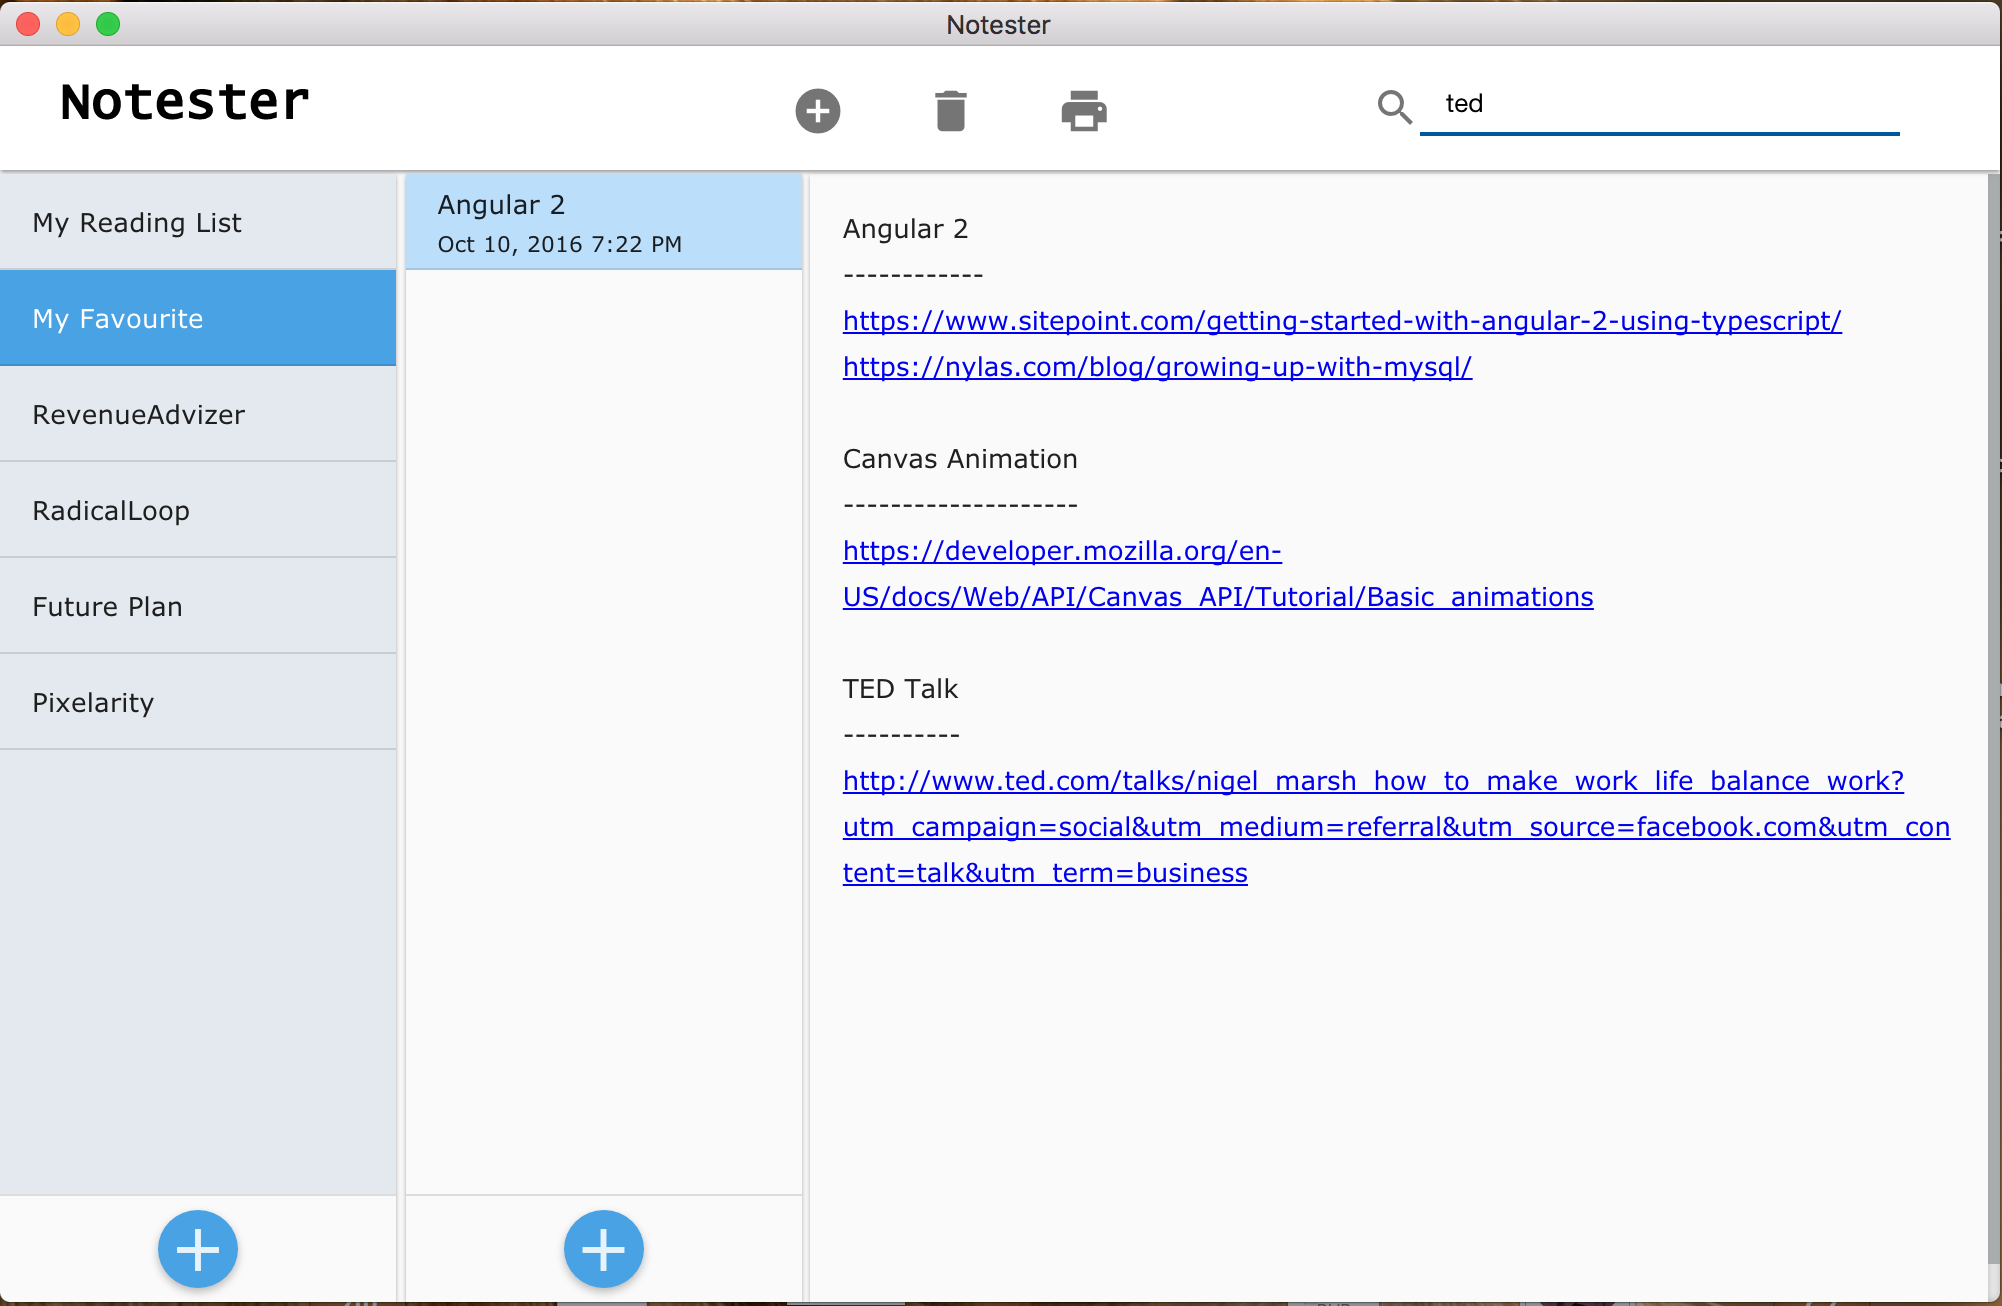 Notester
Notester
ted
My Reading List
My Favourite
RevenueAdvizer
RadicalLoop
Future Plan
Pixelarity
Angular 2
Oct 10, 2016 7:22 PM
Angular 2
------------
https://www.sitepoint.com/getting-started-with-angular-2-using-typescript/
https://nylas.com/blog/growing-up-with-mysql/
Canvas Animation
--------------------
https://developer.mozilla.org/en-
US/docs/Web/API/Canvas_API/Tutorial/Basic_animations
TED Talk
----------
http://www.ted.com/talks/nigel_marsh_how_to_make_work_life_balance_work?
utm_campaign=social&utm_medium=referral&utm_source=facebook.com&utm_con
tent=talk&utm_term=business